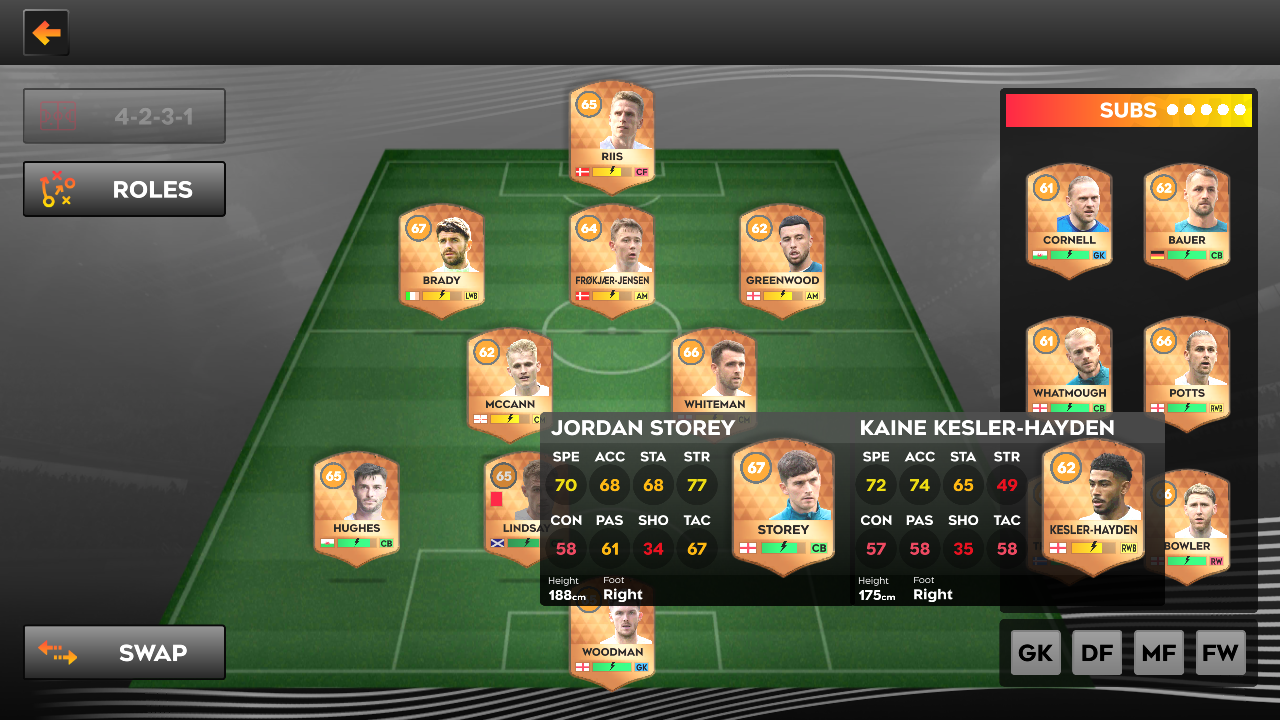 4-2-3-1
ROLES
SWAP
65
RIIS
CF
67
BRADY
LWB
64
FRØKJÆR-JENSEN
AM
62
GREENWOOD
AM
62
MCCANN
66
WHITEMAN
65
HUGHES
CB
65
LINDSAY
WOODMAN
GK
JORDAN STOREY
SPE ACC STA STR
70 68 68 77
CON PAS SHO TAC
58 61 34 67
Height Foot
188cm Right
67
STOREY
CB
KAINE KESLER-HAYDEN
SPE ACC STA STR
72 74 65 49
CON PAS SHO TAC
57 58 35 58
Height Foot
175cm Right
62
KESLER-HAYDEN
RWB
SUBS
61
CORNELL
GK
62
BAUER
CB
61
WHATMOUGH
CB
66
POTTS
RWB
BOWLER
RW
GK DF MF FW